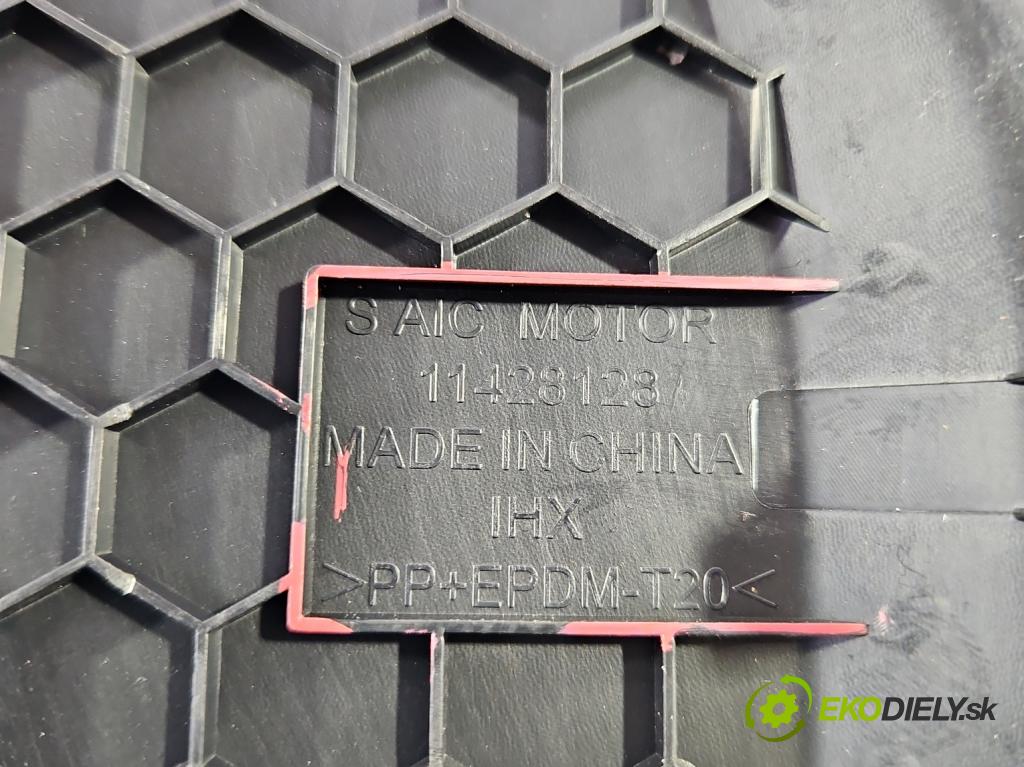 SAIC MOTOR
11428128
MADE IN CHINA
IHX
>PP+EPDM-T20<
EKODIELY.sk